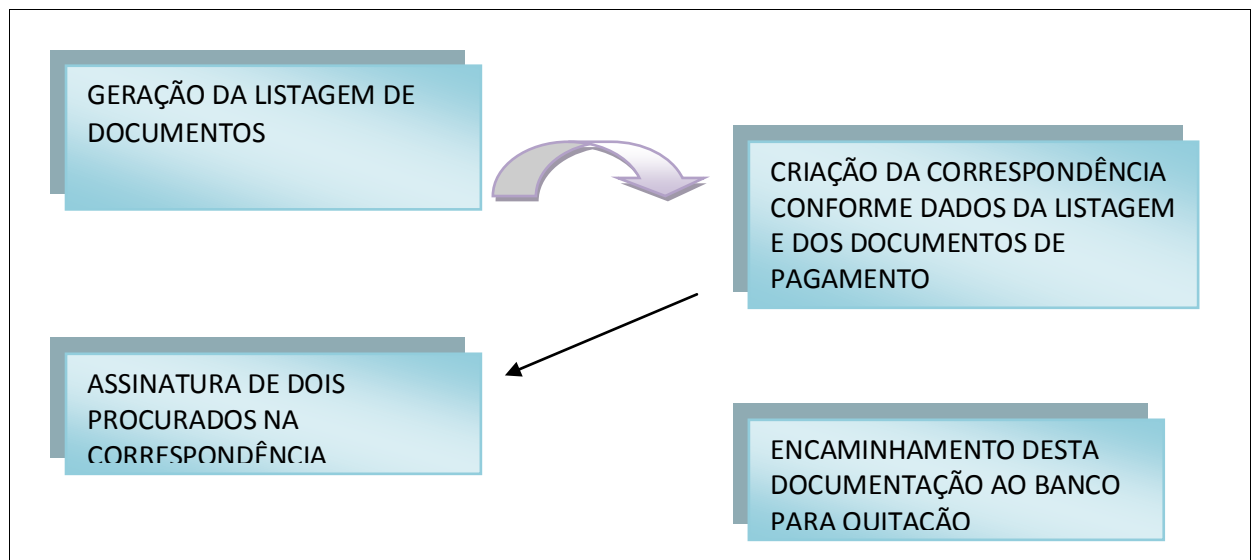 GERAÇÃO DA LISTAGEM DE
DOCUMENTOS
CRIAÇÃO DA CORRESPONDÊNCIA
CONFORME DADOS DA LISTAGEM
E DOS DOCUMENTOS DE
PAGAMENTO
ASSINATURA DE DOIS
PROCURADOS NA
CORRESPONDÊNCIA
ENCAMINHAMENTO DESTA
DOCUMENTAÇÃO AO BANCO
PARA QUITAÇÃO